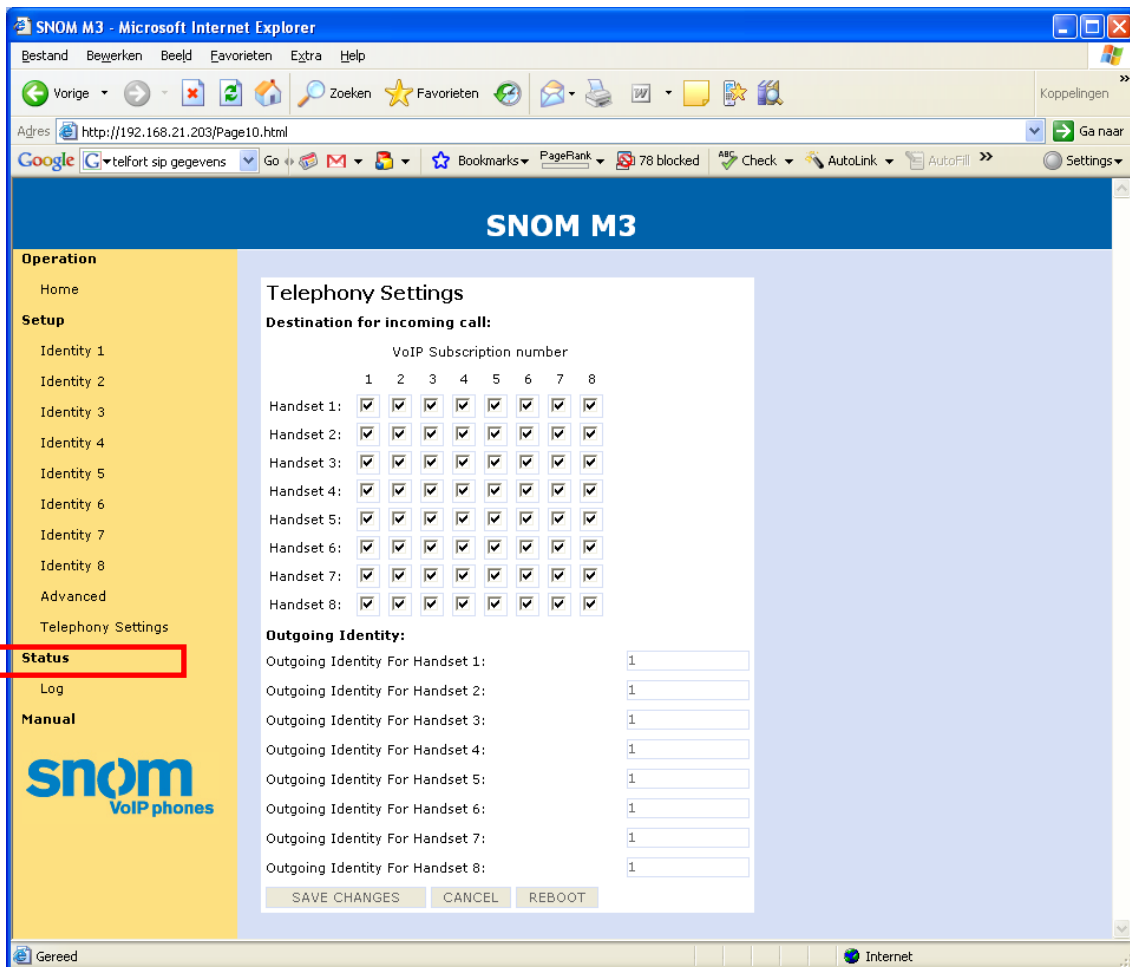 SNOM M3 - Microsoft Internet Explorer
Bestand Bewerken Beeld Favorieten Extra Help
Vorige Zoeken Favorieten Koppelingen
Adres http://192.168.21.203/Page10.html Ga naar
Google G telfort sip gegevens Go Bookmarks PageRank 78 blocked ABC Check AutoLink AutoFill Settings
SNOM M3
Operation
Home
Setup
Identity 1
Identity 2
Identity 3
Identity 4
Identity 5
Identity 6
Identity 7
Identity 8
Advanced
Telephony Settings
Status
Log
Manual
snom
VoIP phones
Telephony Settings
Destination for incoming call:
VoIP Subscription number
1 2 3 4 5 6 7 8
Handset 1:
Handset 2:
Handset 3:
Handset 4:
Handset 5:
Handset 6:
Handset 7:
Handset 8:
Outgoing Identity:
Outgoing Identity For Handset 1: 1
Outgoing Identity For Handset 2: 1
Outgoing Identity For Handset 3: 1
Outgoing Identity For Handset 4: 1
Outgoing Identity For Handset 5: 1
Outgoing Identity For Handset 6: 1
Outgoing Identity For Handset 7: 1
Outgoing Identity For Handset 8: 1
SAVE CHANGES CANCEL REBOOT
Gereed Internet